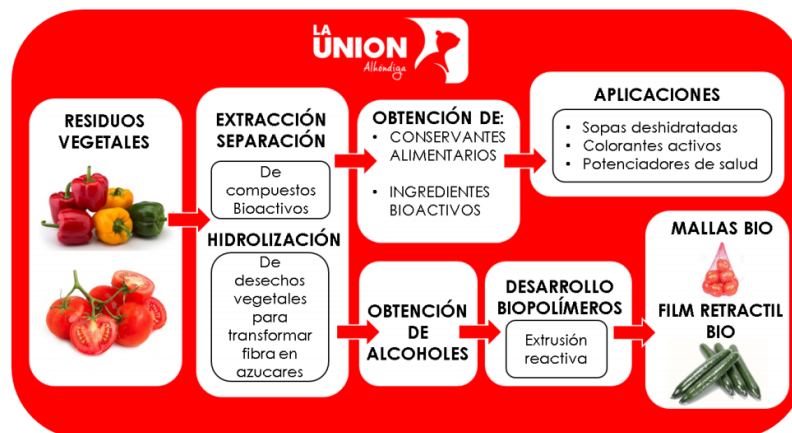 LA
UNION
Alhóndiga
RESIDUOS
VEGETALES
EXTRACCIÓN
SEPARACIÓN
De
compuestos
Bioactivos
HIDROLIZACIÓN
De
desechos
vegetales
para
transformar
fibra en
azucares
OBTENCIÓN DE:
• CONSERVANTES
ALIMENTARIOS
• INGREDIENTES
BIOACTIVOS
APLICACIONES
• Sopas deshidratadas
• Colorantes activos
• Potenciadores de salud
OBTENCIÓN
DE
ALCOHOLES
DESARROLLO
BIOPOLÍMEROS
Extrusión
reactiva
MALLAS BIO
FILM RETRACTIL
BIO